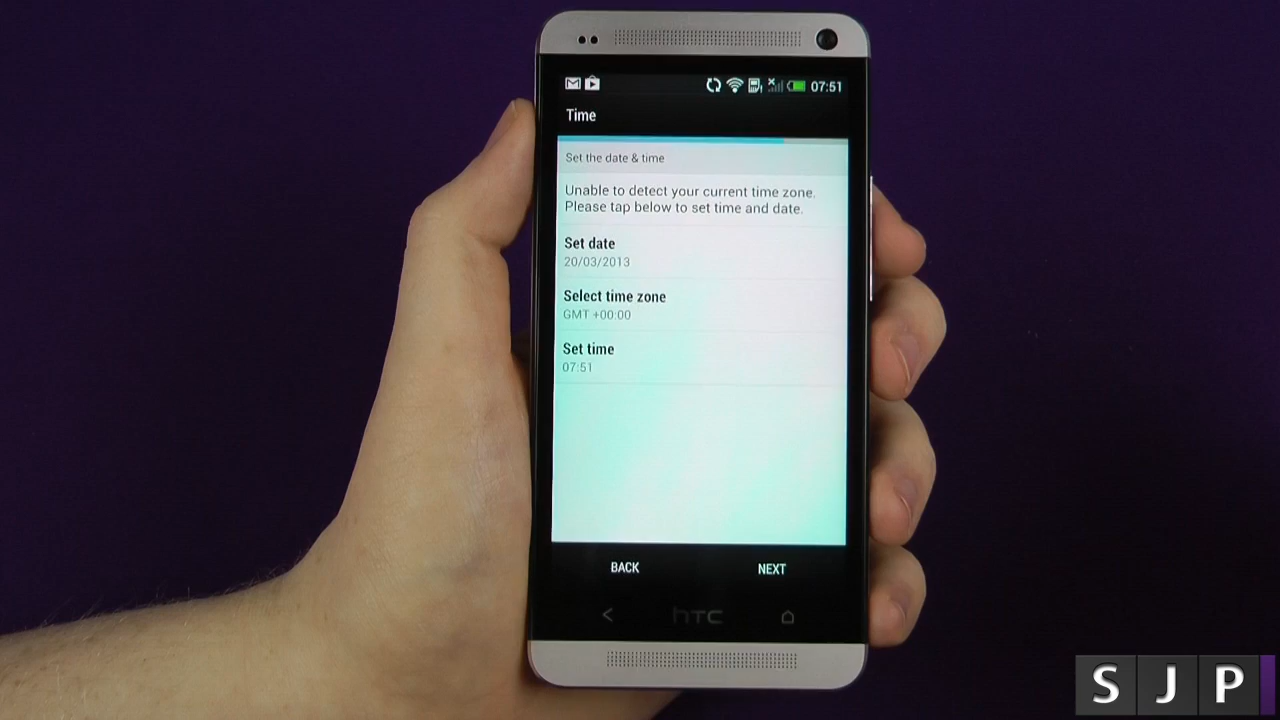 07:51
Time
Set the date & time
Unable to detect your current time zone.
Please tap below to set time and date.
Set date
20/03/2013
Select time zone
GMT +00:00
Set time
07:51
BACK NEXT
hTC
SJP